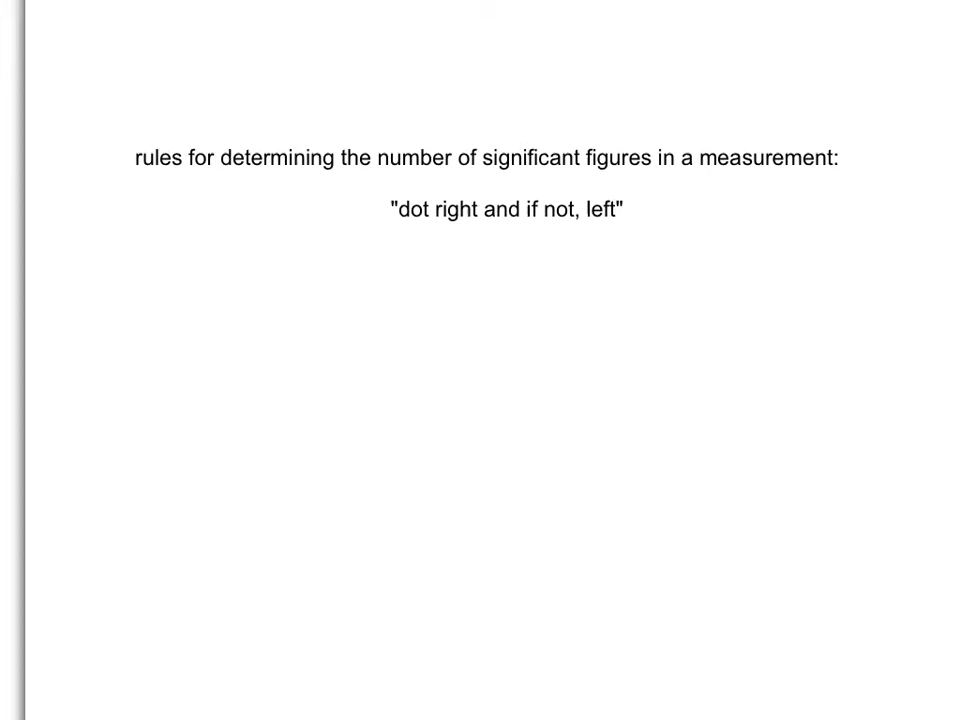 rules for determining the number of significant figures in a measurement:
"dot right and if not, left"